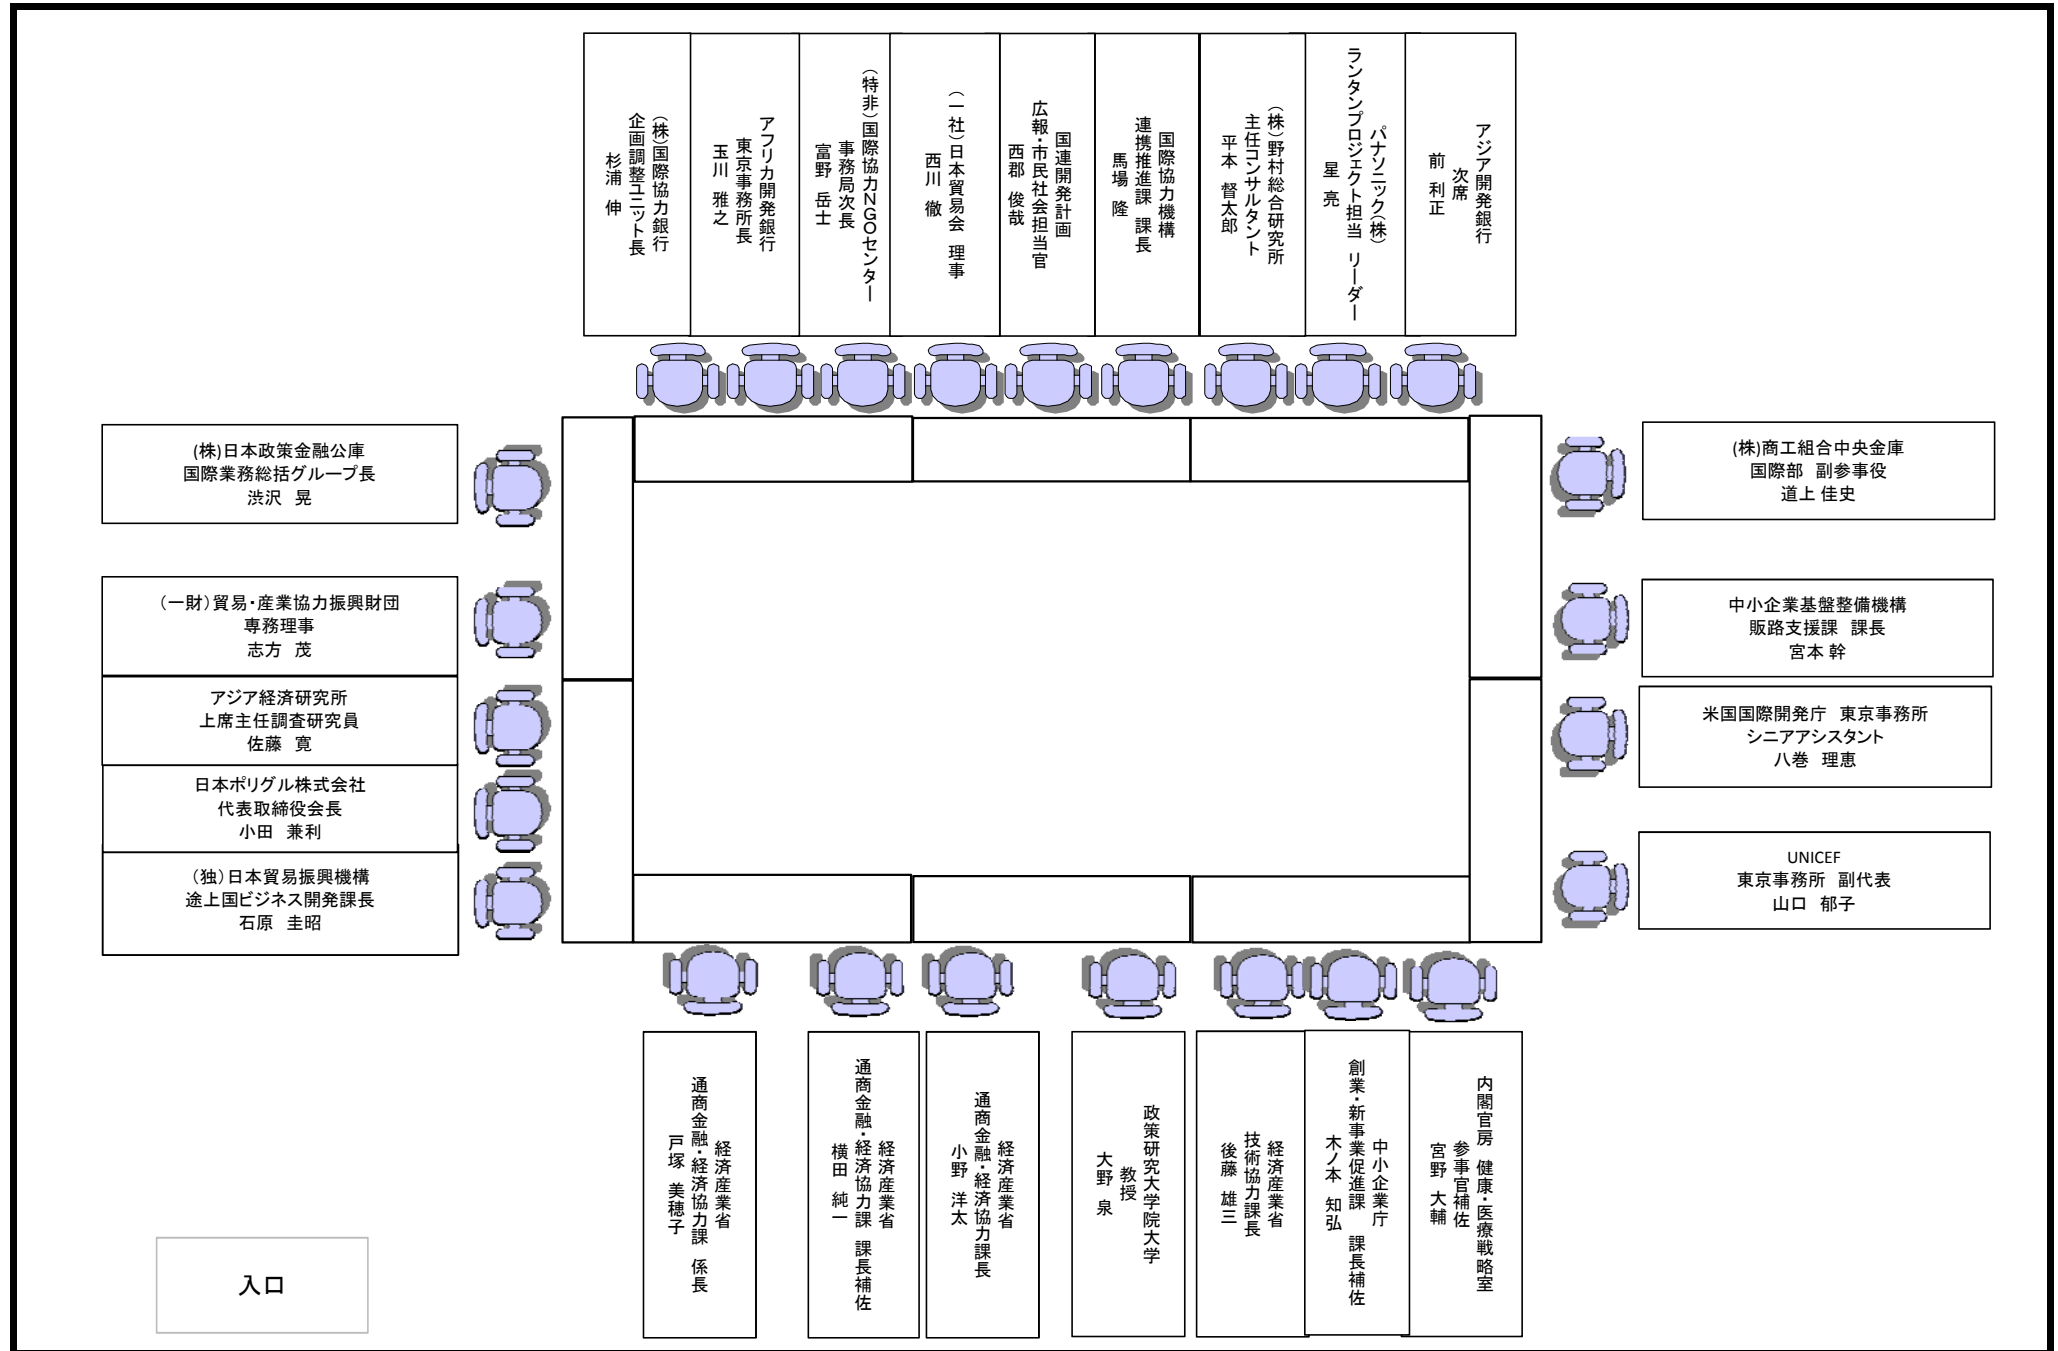 (株)国際協力銀行
企画調整ユニット長
杉浦 伸
アフリカ開発銀行
東京事務所長
玉川 雅之
(特非)国際協力NGOセンター
事務局次長
富野 岳士
(一社)日本貿易会 理事
西川 徹
国連開発計画
広報・市民社会担当官
西郡 俊哉
国際協力機構
連携推進課 課長
馬場 隆
(株)野村総合研究所
主任コンサルタント
平本 督太郎
パナソニック(株)
ランタンプロジェクト担当 リーダー
星 亮
アジア開発銀行
次席
前 利正
(株)日本政策金融公庫
国際業務総括グループ長
渋沢 晃
(一財)貿易・産業協力振興財団
専務理事
志方 茂
アジア経済研究所
上席主任調査研究員
佐藤 寛
日本ポリグル株式会社
代表取締役会長
小田 兼利
(独)日本貿易振興機構
途上国ビジネス開発課長
石原 圭昭
(株)商工組合中央金庫
国際部 副参事役
道上 佳史
中小企業基盤整備機構
販路支援課 課長
宮本 幹
米国国際開発庁 東京事務所
シニアアシスタント
八巻 理恵
UNICEF
東京事務所 副代表
山口 郁子
経済産業省
通商金融・経済協力課 係長
戸塚 美穂子
経済産業省
通商金融・経済協力課 課長補佐
横田 純一
経済産業省
通商金融・経済協力課長
小野 洋太
政策研究大学院大学
教授
大野 泉
経済産業省
技術協力課長
後藤 雄三
中小企業庁
創業・新事業促進課 課長補佐
木ノ本 知弘
内閣官房 健康・医療戦略室
参事官補佐
宮野 大輔
入口